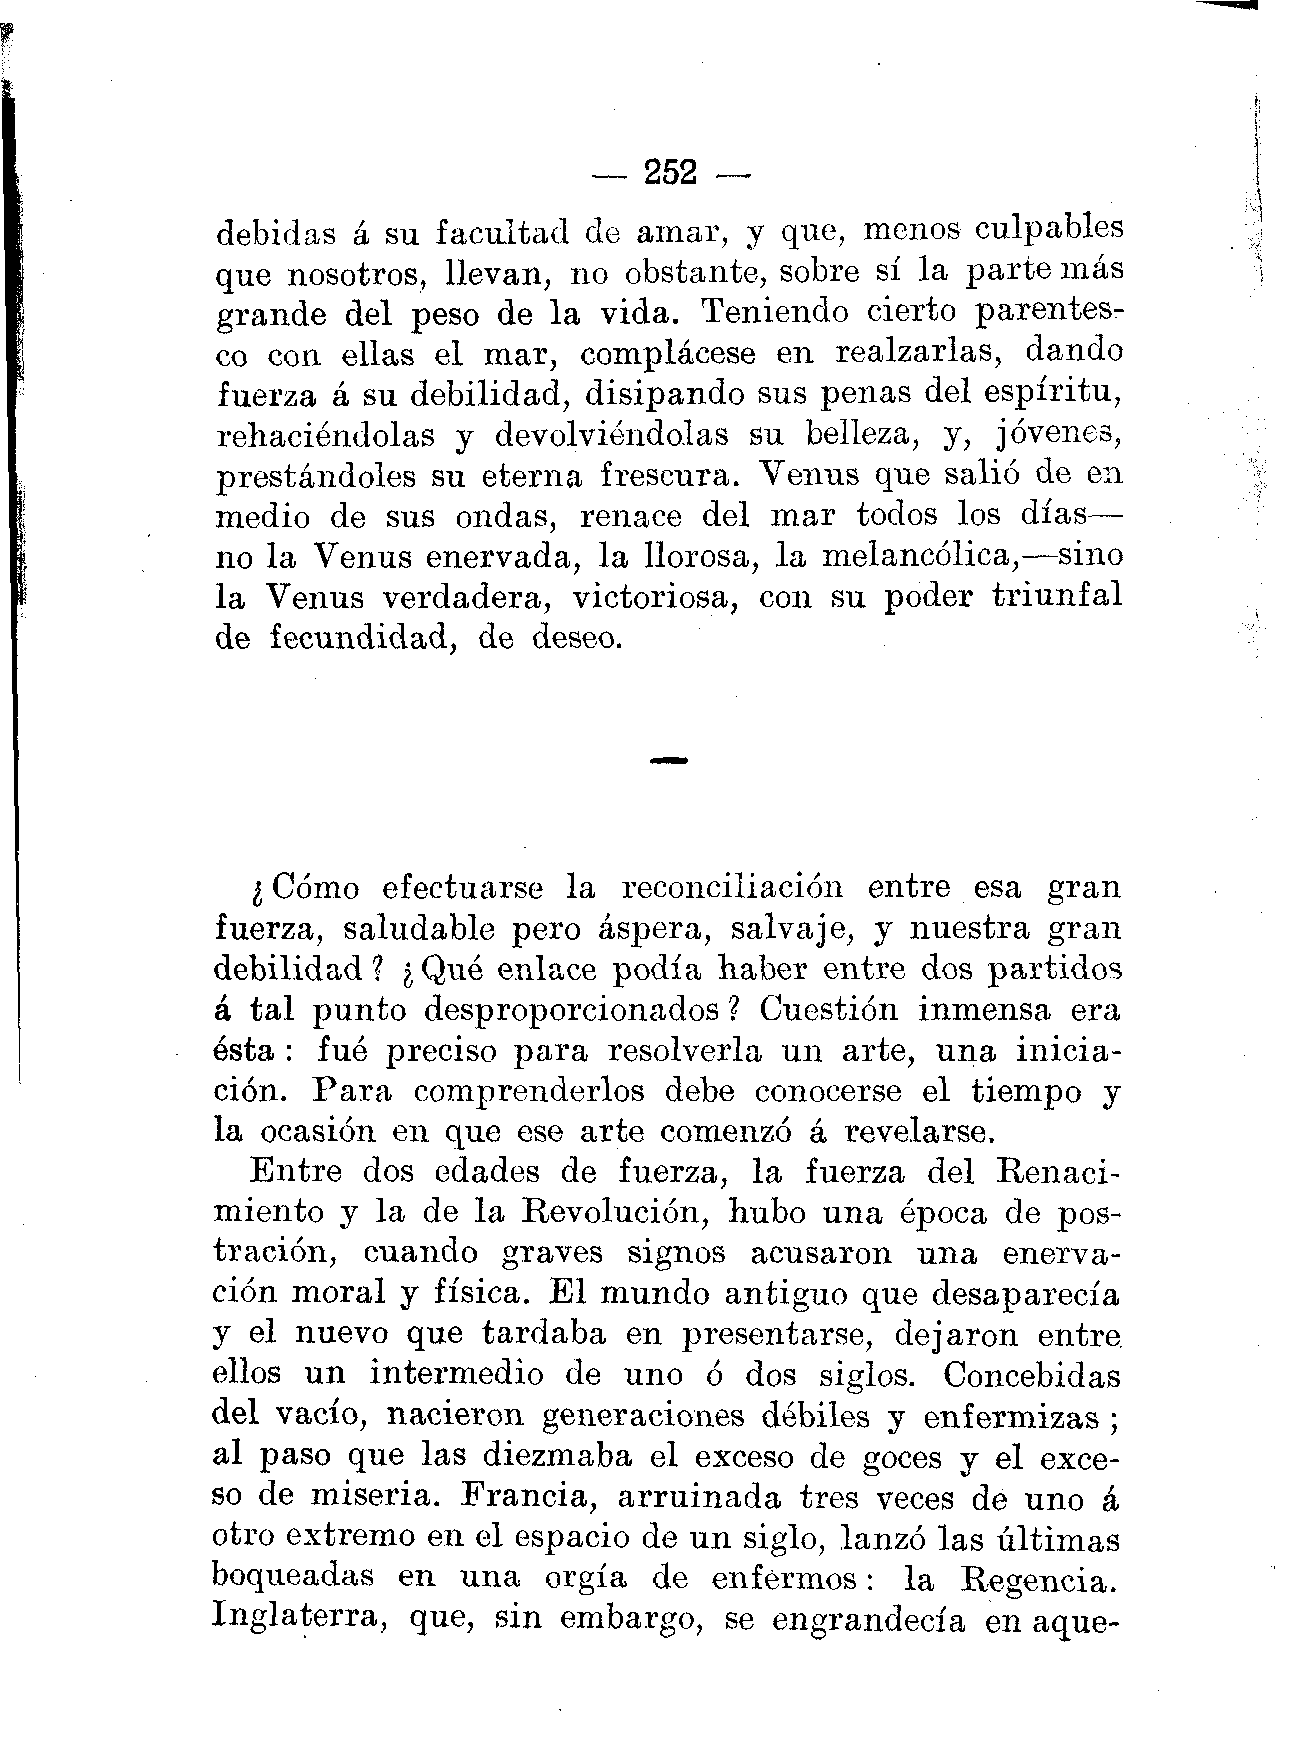 — 252 —
debidas á su facultad de amar, y que, menos culpables
que nosotros, llevan, no obstante, sobre sí la parte más
grande del peso de la vida. Teniendo cierto parentes-
co con ellas el mar, complácese en realzarlas, dando
fuerza á su debilidad, disipando sus penas del espíritu,
rehaciéndolas y devolviéndolas su belleza, y, jóvenes,
prestándoles su eterna frescura. Venus que salió de en
medio de sus ondas, renace del mar todos los días—
no la Venus enervada, la llorosa, la melancólica,—sino
la Venus verdadera, victoriosa, con su poder triunfal
de fecundidad, de deseo.
—
¿Cómo efectuarse la reconciliación entre esa gran
fuerza, saludable pero áspera, salvaje, y nuestra gran
debilidad? ¿Qué enlace podía haber entre dos partidos
á tal punto desproporcionados? Cuestión inmensa era
ésta: fué preciso para resolverla un arte, una inicia-
ción. Para comprenderlos debe conocerse el tiempo y
la ocasión en que ese arte comenzó á revelarse.
Entre dos edades de fuerza, la fuerza del Renaci-
miento y la de la Revolución, hubo una época de pos-
tración, cuando graves signos acusaron una enerva-
ción moral y física. El mundo antiguo que desaparecía
y el nuevo que tardaba en presentarse, dejaron entre
ellos un intermedio de uno ó dos siglos. Concebidas
del vacío, nacieron generaciones débiles y enfermizas;
al paso que las diezmaba el exceso de goces y el exce-
so de miseria. Francia, arruinada tres veces de uno á
otro extremo en el espacio de un siglo, lanzó las últimas
boqueadas en una orgía de enfermos: la Regencia.
Inglaterra, que, sin embargo, se engrandecía en aque-